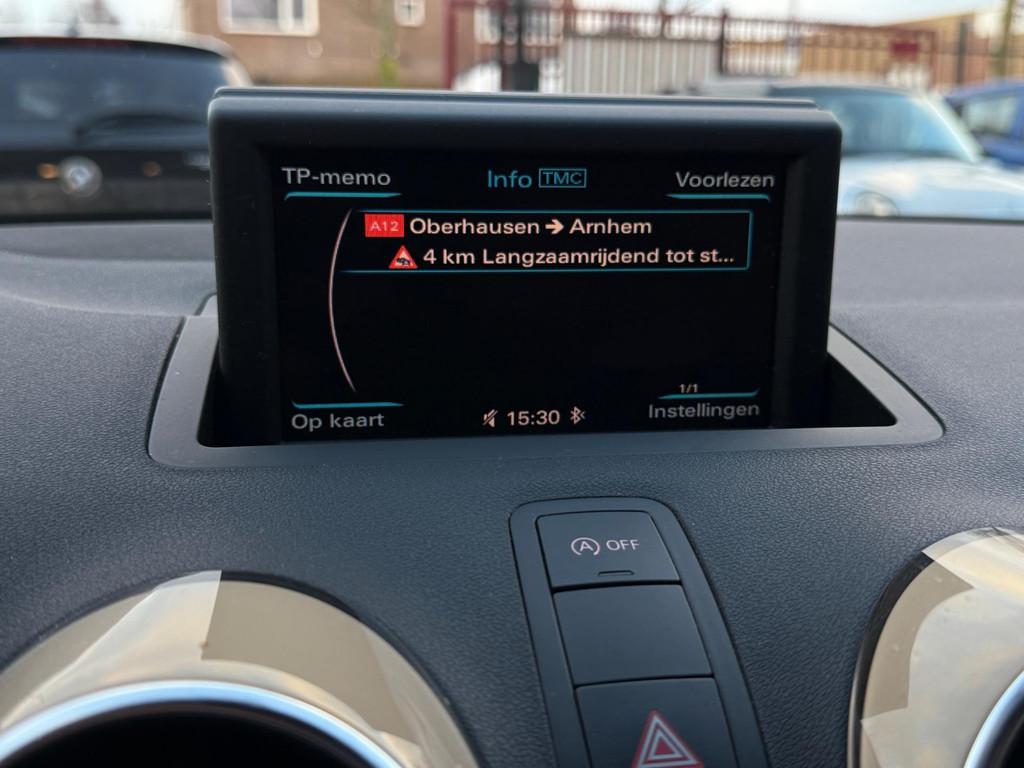 TP-memo Info TMC Voorlezen
A12 Oberhausen → Arnhem
4 km Langzaamrijdend tot st...
1/1
Op kaart 15:30 Instellingen
A OFF